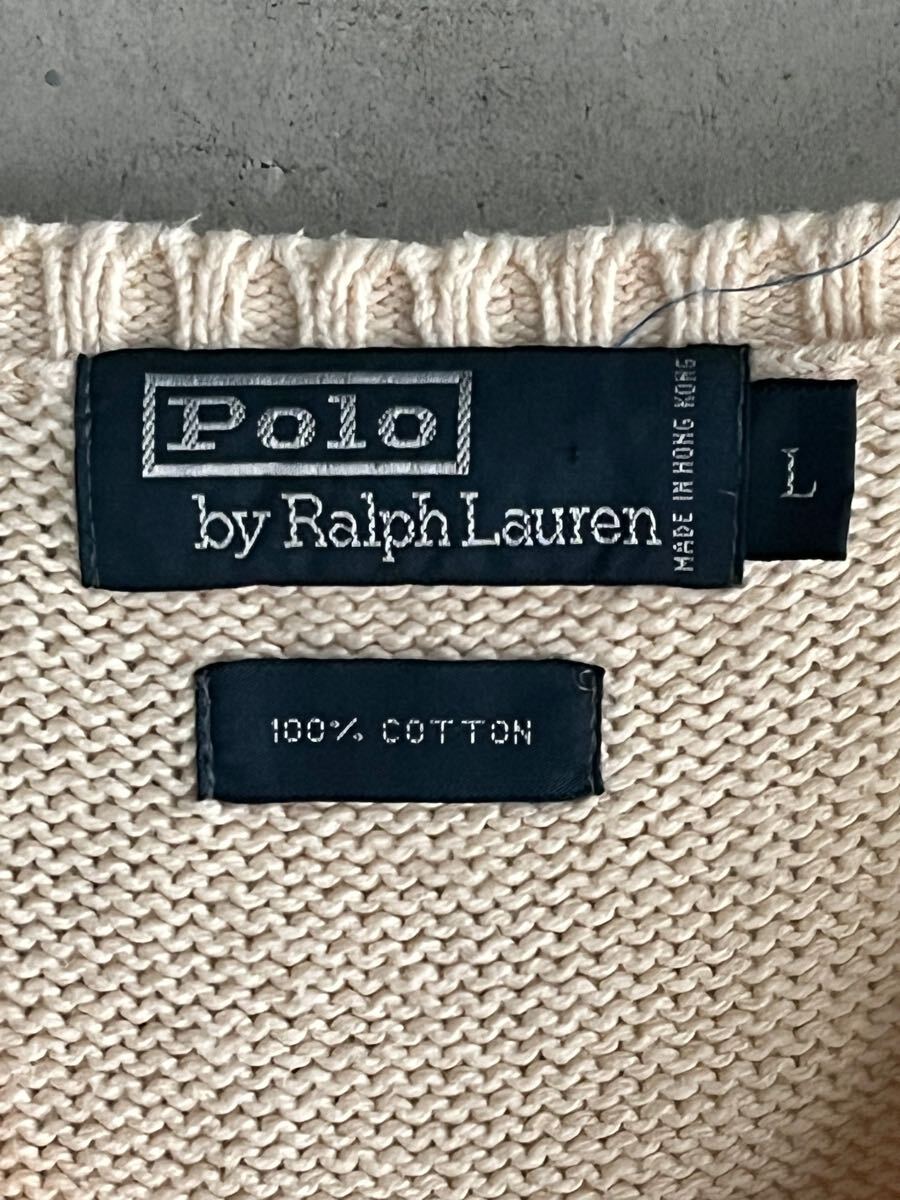 Polo
by Ralph Lauren
MADE IN HONG KONG
L
100% COTTON